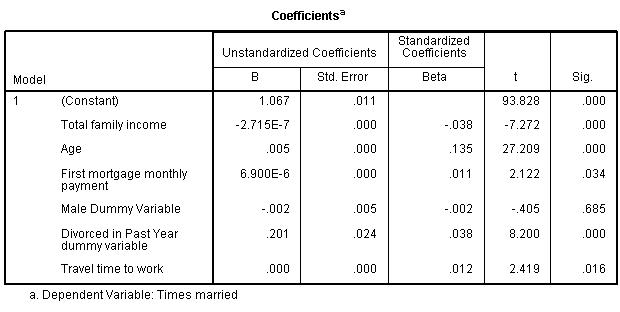 Coefficientsa
Unstandardized Coefficients Standardized Coefficients
Model B Std. Error Beta t Sig.
1 (Constant) 1.067 .011 93.828 .000
Total family income -2.715E-7 .000 -.038 -7.272 .000
Age .005 .000 .135 27.209 .000
First mortgage monthly payment 6.900E-6 .000 .011 2.122 .034
Male Dummy Variable -.002 .005 -.002 -.405 .685
Divorced in Past Year dummy variable .201 .024 .038 8.200 .000
Travel time to work .000 .000 .012 2.419 .016
a. Dependent Variable: Times married